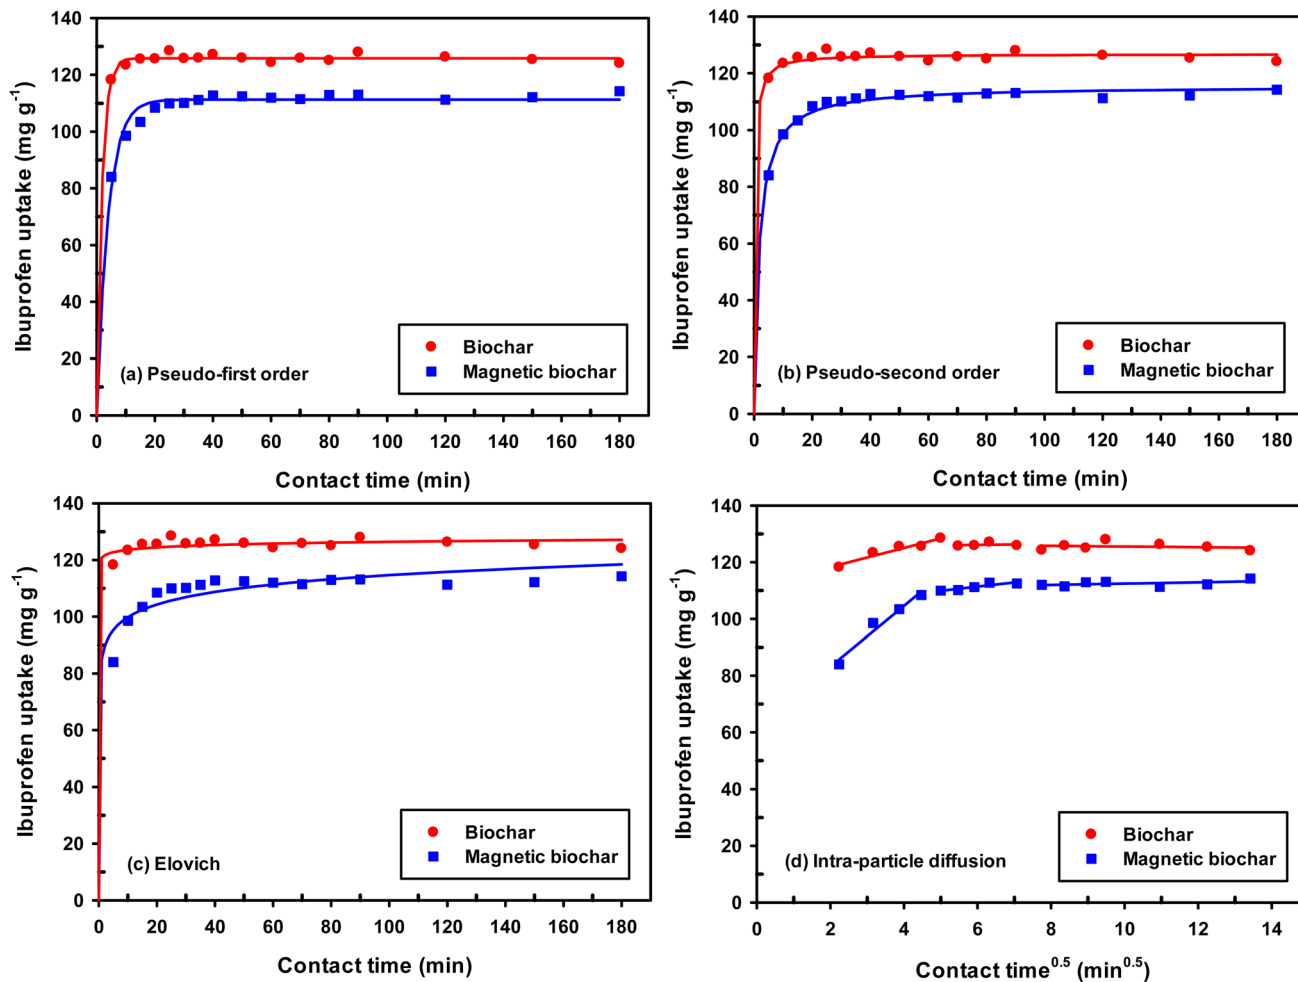 Ibuprofen uptake (mg g⁻¹)
140
120
100
80
60
40
20
0
Biochar
Magnetic biochar
(a) Pseudo-first order
0 20 40 60 80 100 120 140 160 180
Contact time (min)
Ibuprofen uptake (mg g⁻¹)
140
120
100
80
60
40
20
0
Biochar
Magnetic biochar
(b) Pseudo-second order
0 20 40 60 80 100 120 140 160 180
Contact time (min)
Ibuprofen uptake (mg g⁻¹)
140
120
100
80
60
40
20
0
Biochar
Magnetic biochar
(c) Elovich
0 20 40 60 80 100 120 140 160 180
Contact time (min)
Ibuprofen uptake (mg g⁻¹)
140
120
100
80
60
40
20
0
Biochar
Magnetic biochar
(d) Intra-particle diffusion
0 2 4 6 8 10 12 14
Contact time⁰·⁵ (min⁰·⁵)